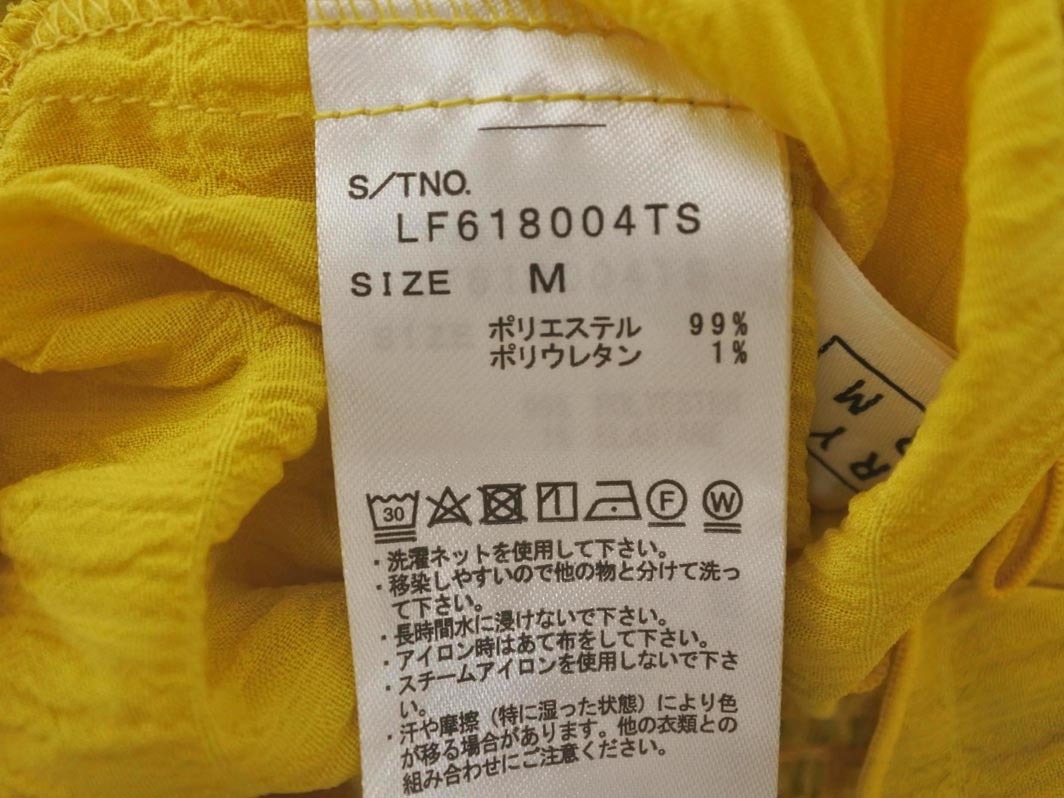 S/TNO.
LF618004TS
SIZE M
ポリエステル 99%
ポリウレタン 1%
30
F
W
・洗濯ネットを使用して下さい。
・移染しやすいので他の物と分けて洗っ
て下さい。
・長時間水に浸けないで下さい。
・アイロン時はあて布をして下さい。
・スチームアイロンを使用しないで下さ
い。
・汗や摩擦（特に湿った状態）により色
が移る場合があります。他の衣類との
組み合わせにご注意ください。